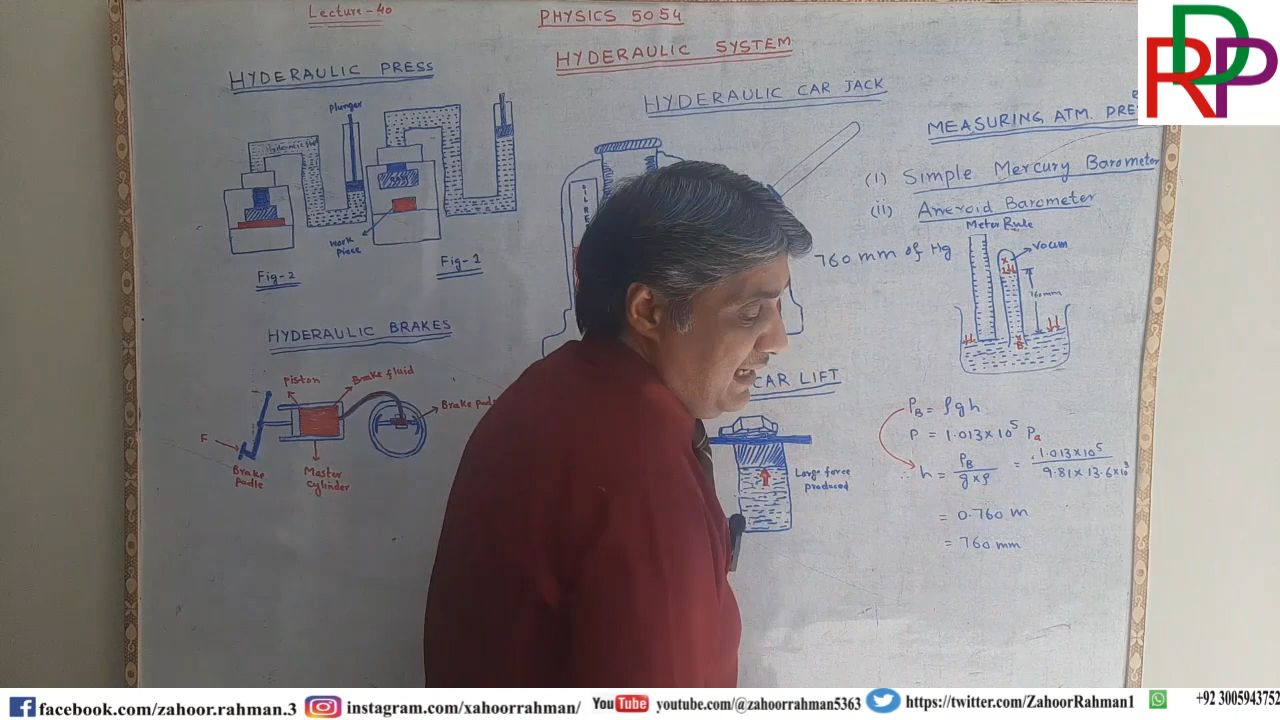 Lecture-40
PHYSICS 5054
HYDERAULIC SYSTEM
HYDERAULIC PRESS
plunger
work
piece
Fig-2
Fig-1
HYDERAULIC CAR JACK
MEASURING ATM. PRE
(i) Simple Mercury Barometer
(ii) Aneroid Barometer
Meter Rule
vacum
760 mm of Hg
760mm
B
HYDERAULIC BRAKES
piston
Brake fluid
Brake pads
F
Brake
padle
Master
cylinder
CAR LIFT
Large force
produced
P_B = ρgh
P = 1.013×10⁵ Pa
∴ h = P_B / g×ρ = 1.013×10⁵ / 9.81×13.6×10³
= 0.760 m
= 760 mm
RDP
facebook.com/zahoor.rahman.3
instagram.com/xahoorrahman/
YouTube youtube.com/@zahoorrahman5363
https://twitter.com/ZahoorRahman1
+92 3005943752